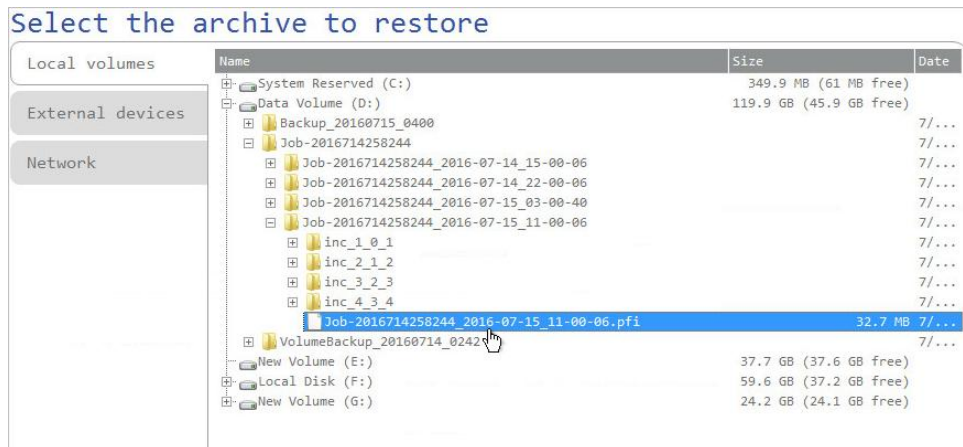 Select the archive to restore
Local volumes
External devices
Network
Name Size Date
System Reserved (C:) 349.9 MB (61 MB free)
Data Volume (D:) 119.9 GB (45.9 GB free)
Backup_20160715_0400 7/...
Job-2016714258244 7/...
Job-2016714258244_2016-07-14_15-00-06 7/...
Job-2016714258244_2016-07-14_22-00-06 7/...
Job-2016714258244_2016-07-15_03-00-40 7/...
Job-2016714258244_2016-07-15_11-00-06 7/...
inc_1_0_1 7/...
inc_2_1_2 7/...
inc_3_2_3 7/...
inc_4_3_4 7/...
Job-2016714258244_2016-07-15_11-00-06.pfi 32.7 MB 7/...
VolumeBackup_20160714_0242 7/...
New Volume (E:) 37.7 GB (37.6 GB free)
Local Disk (F:) 59.6 GB (37.2 GB free)
New Volume (G:) 24.2 GB (24.1 GB free)